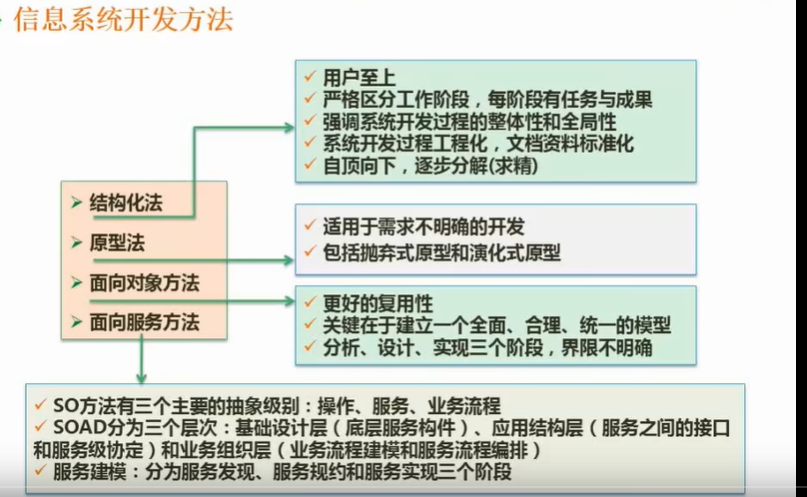 信息系统开发方法
✓ 用户至上
✓ 严格区分工作阶段，每阶段有任务与成果
✓ 强调系统开发过程的整体性和全局性
✓ 系统开发过程工程化，文档资料标准化
✓ 自顶向下，逐步分解(求精)
➢ 结构化法
➢ 原型法
➢ 面向对象方法
➢ 面向服务方法
✓ 适用于需求不明确的开发
✓ 包括抛弃式原型和演化式原型
✓ 更好的复用性
✓ 关键在于建立一个全面、合理、统一的模型
✓ 分析、设计、实现三个阶段，界限不明确
✓ SO方法有三个主要的抽象级别：操作、服务、业务流程
✓ SOAD分为三个层次：基础设计层（底层服务构件）、应用结构层（服务之间的接口
和服务级协定）和业务组织层（业务流程建模和服务流程编排）
✓ 服务建模：分为服务发现、服务规约和服务实现三个阶段